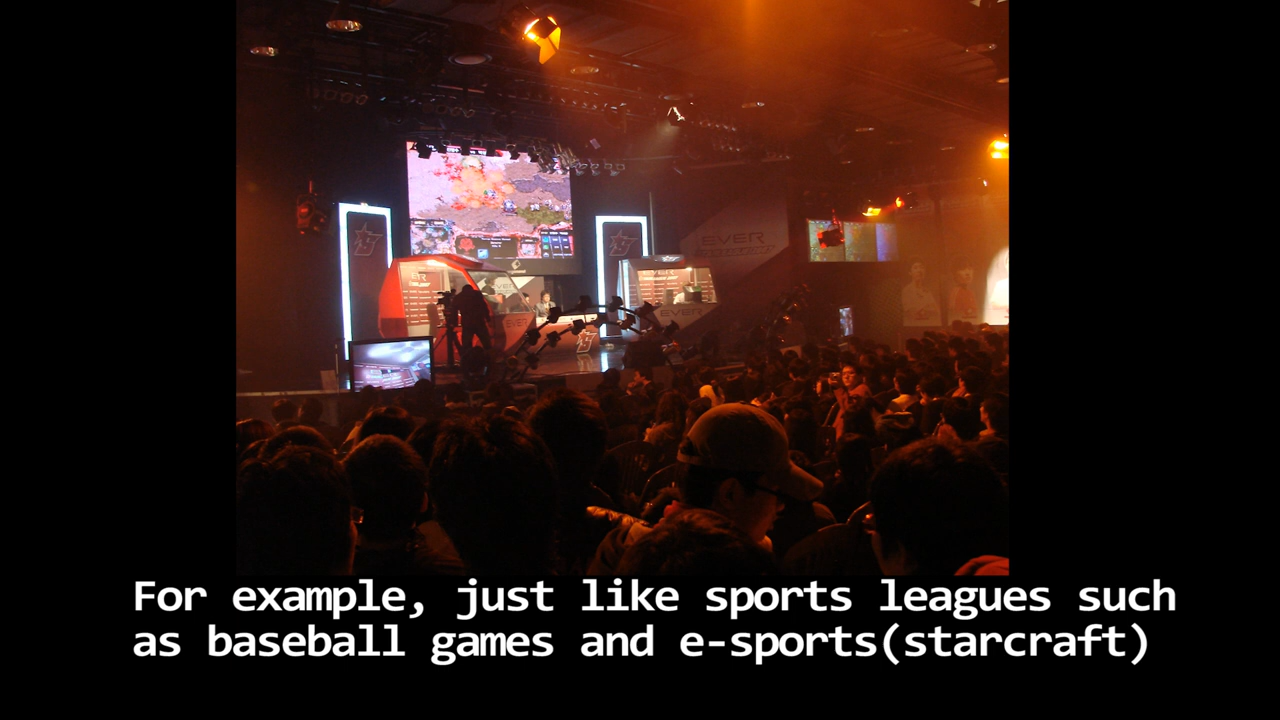 EVER
EVER
EVER
For example, just like sports leagues such
as baseball games and e-sports(starcraft)